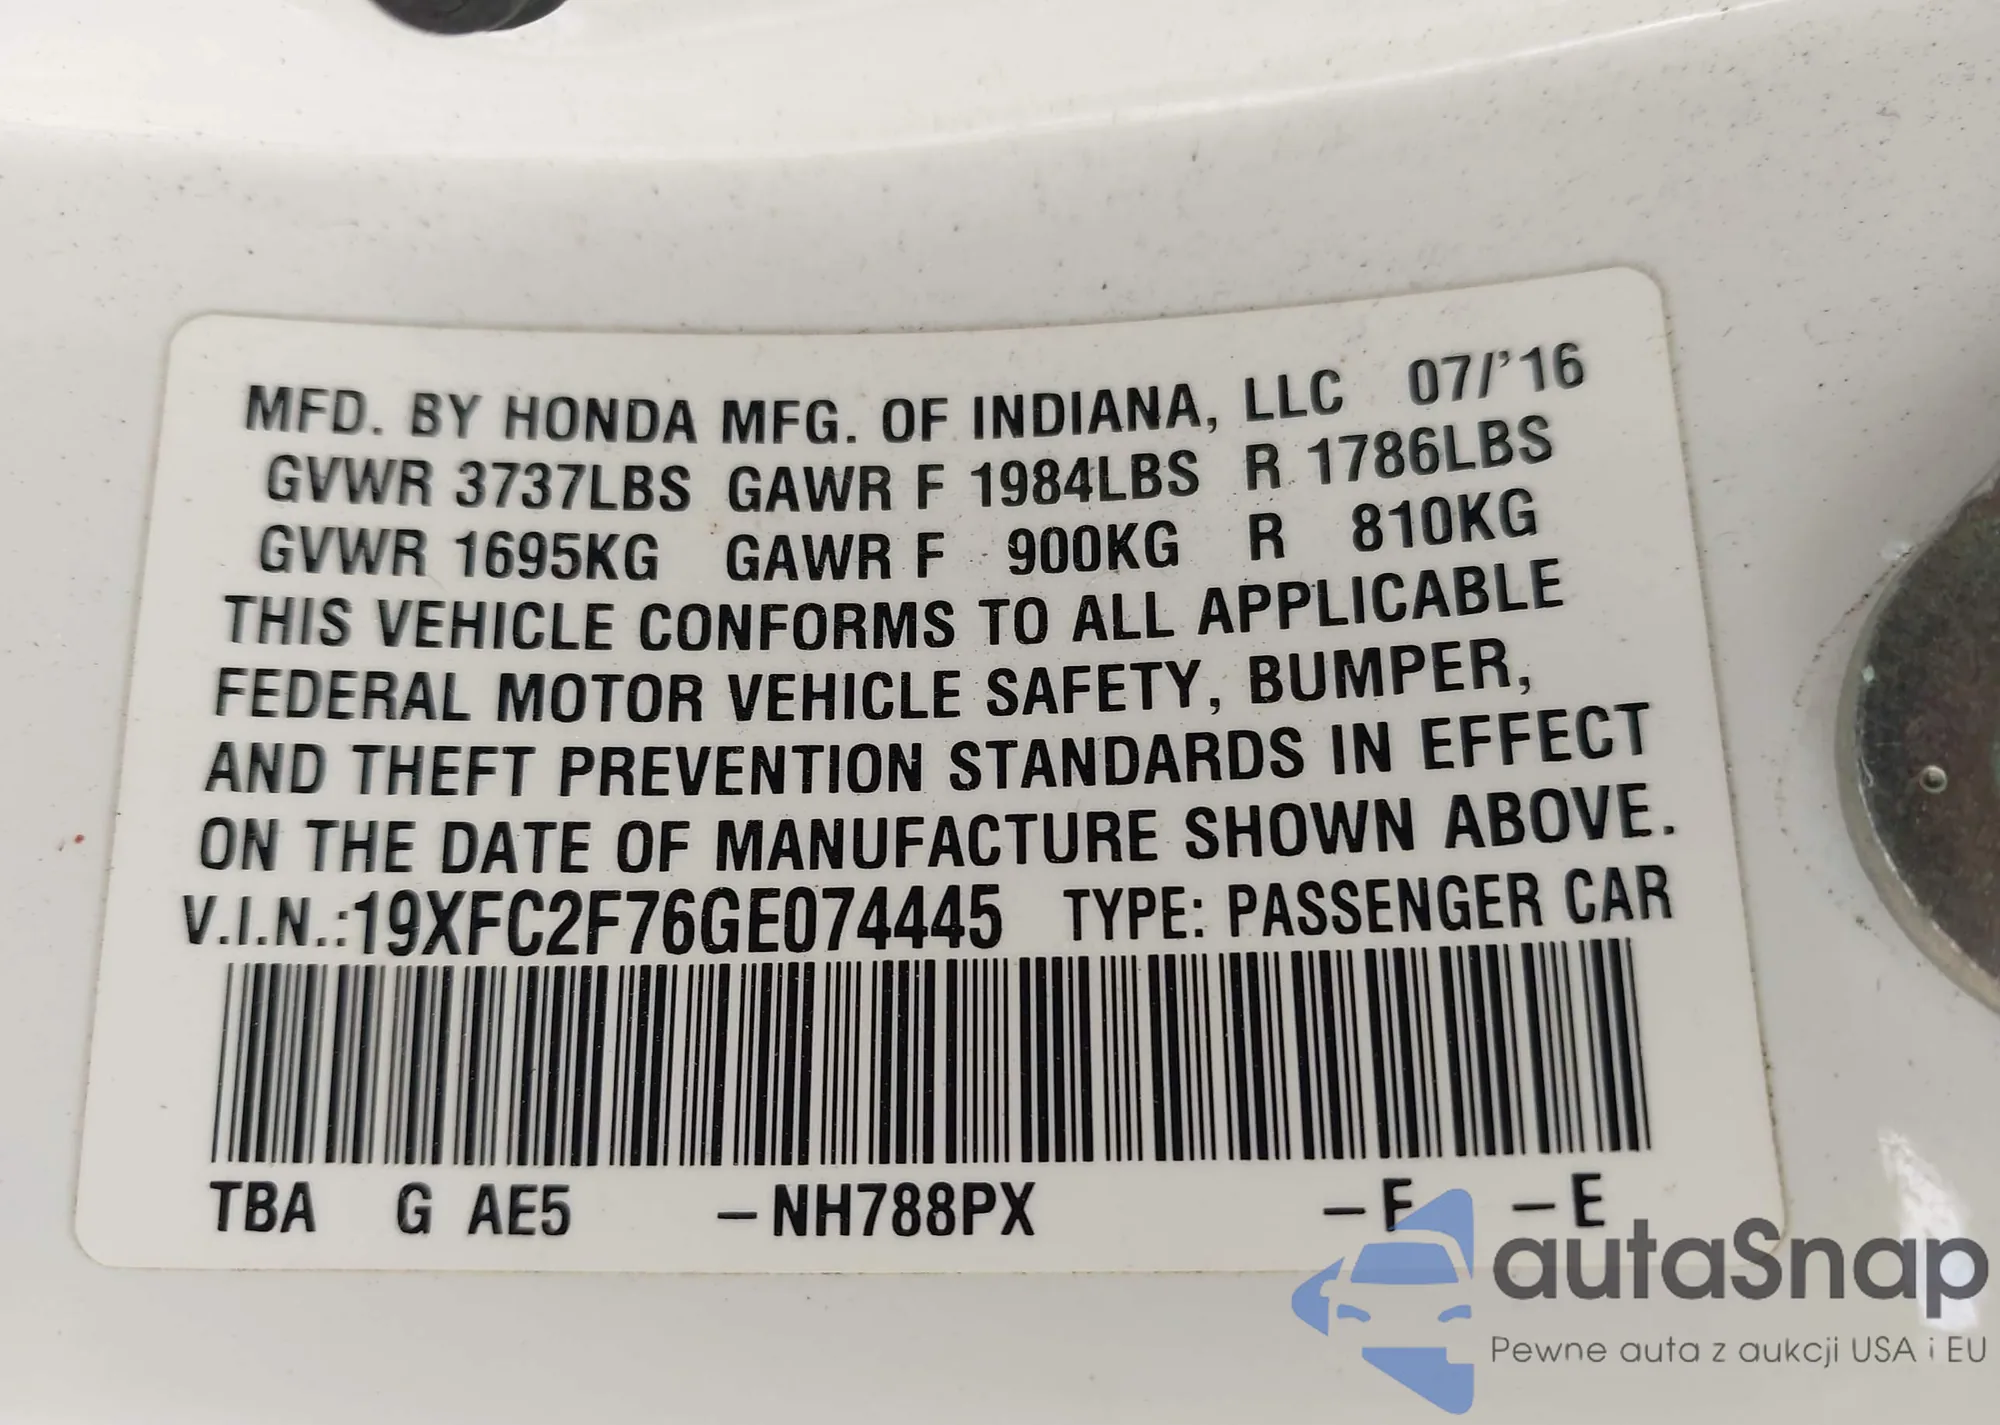 MFD. BY HONDA MFG. OF INDIANA, LLC 07/'16
GVWR 3737LBS GAWR F 1984LBS R 1786LBS
GVWR 1695KG GAWR F 900KG R 810KG
THIS VEHICLE CONFORMS TO ALL APPLICABLE
FEDERAL MOTOR VEHICLE SAFETY, BUMPER,
AND THEFT PREVENTION STANDARDS IN EFFECT
ON THE DATE OF MANUFACTURE SHOWN ABOVE.
V.I.N.:19XFC2F76GE074445 TYPE: PASSENGER CAR
TBA G AE5 –NH788PX –F –E
autaSnap
Pewne auta z aukcji USA i EU